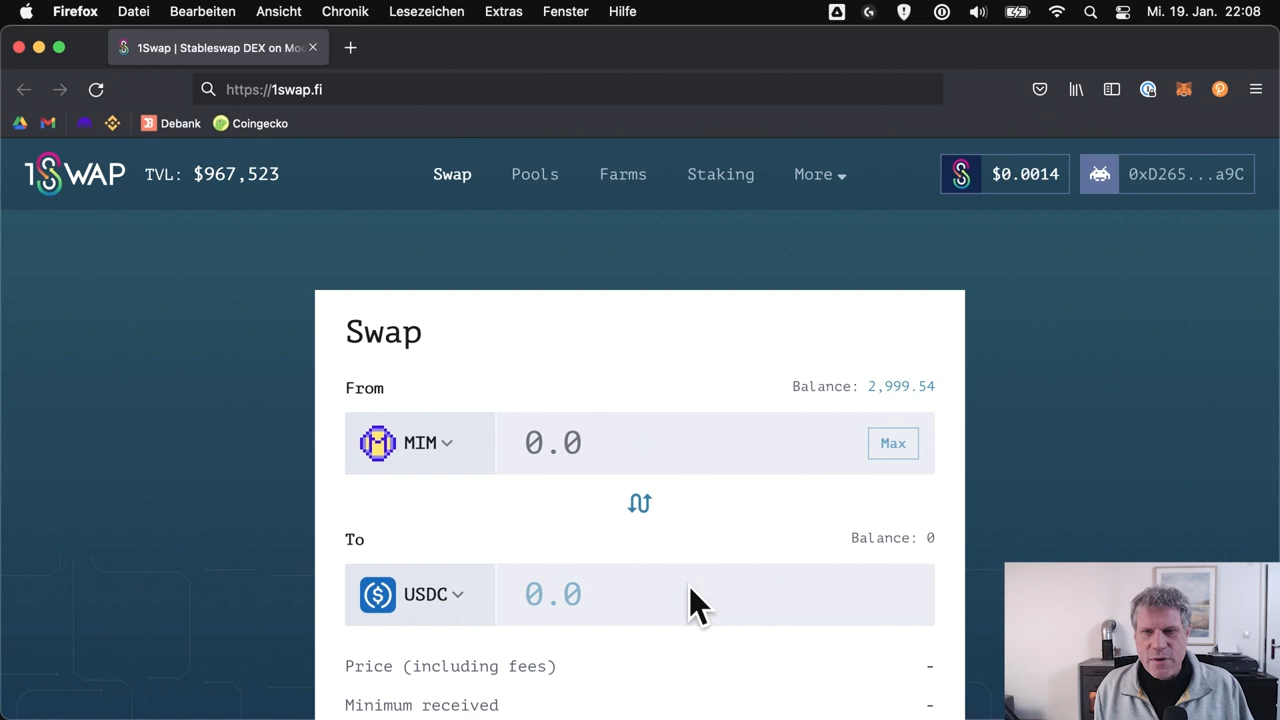 Firefox Datei Bearbeiten Ansicht Chronik Lesezeichen Extras Fenster Hilfe Mi. 19. Jan. 22:08
1Swap | Stableswap DEX on Moo
https://1swap.fi
Debank Coingecko
1SWAP TVL: $967,523 Swap Pools Farms Staking More $0.0014 0xD265...a9C
Swap
From Balance: 2,999.54
MIM 0.0 Max
To Balance: 0
USDC 0.0
Price (including fees) -
Minimum received -